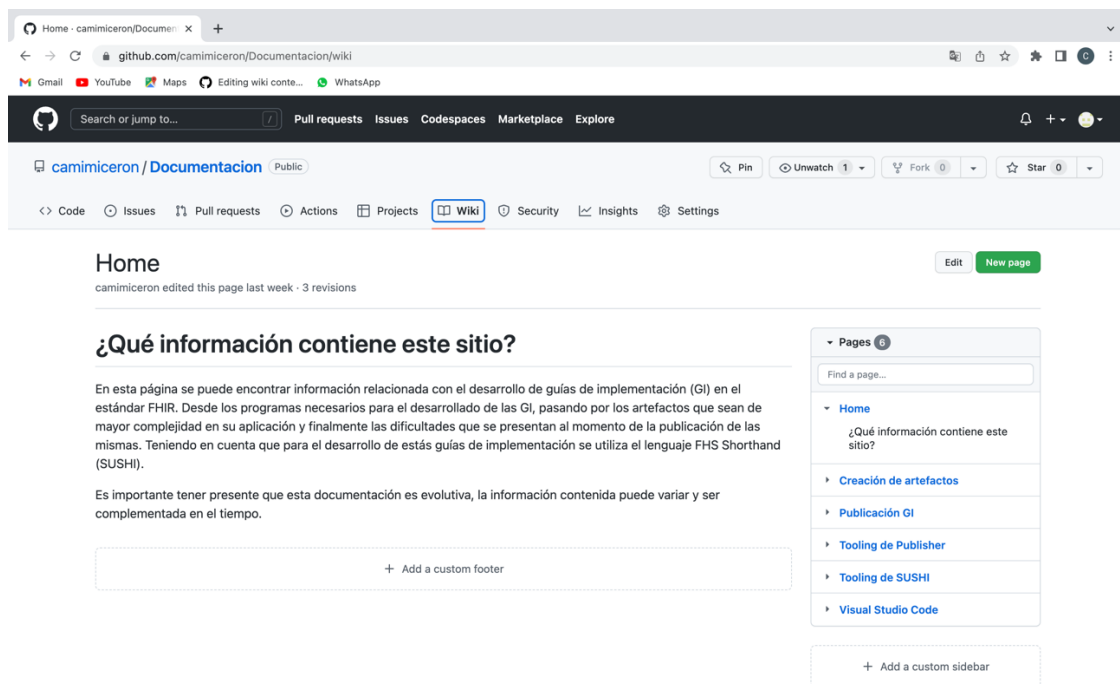 Home · camimiceron/Documen
github.com/camimiceron/Documentacion/wiki
Gmail YouTube Maps Editing wiki conte... WhatsApp
Search or jump to... / Pull requests Issues Codespaces Marketplace Explore
camimiceron / Documentacion Public Pin Unwatch 1 Fork 0 Star 0
Code Issues Pull requests Actions Projects Wiki Security Insights Settings
Home Edit New page
camimiceron edited this page last week · 3 revisions
¿Qué información contiene este sitio?
En esta página se puede encontrar información relacionada con el desarrollo de guías de implementación (GI) en el
estándar FHIR. Desde los programas necesarios para el desarrollado de las GI, pasando por los artefactos que sean de
mayor complejidad en su aplicación y finalmente las dificultades que se presentan al momento de la publicación de las
mismas. Teniendo en cuenta que para el desarrollo de estás guías de implementación se utiliza el lenguaje FHS Shorthand
(SUSHI).
Es importante tener presente que esta documentación es evolutiva, la información contenida puede variar y ser
complementada en el tiempo.
+ Add a custom footer
Pages 6
Find a page...
Home
¿Qué información contiene este
sitio?
Creación de artefactos
Publicación GI
Tooling de Publisher
Tooling de SUSHI
Visual Studio Code
+ Add a custom sidebar